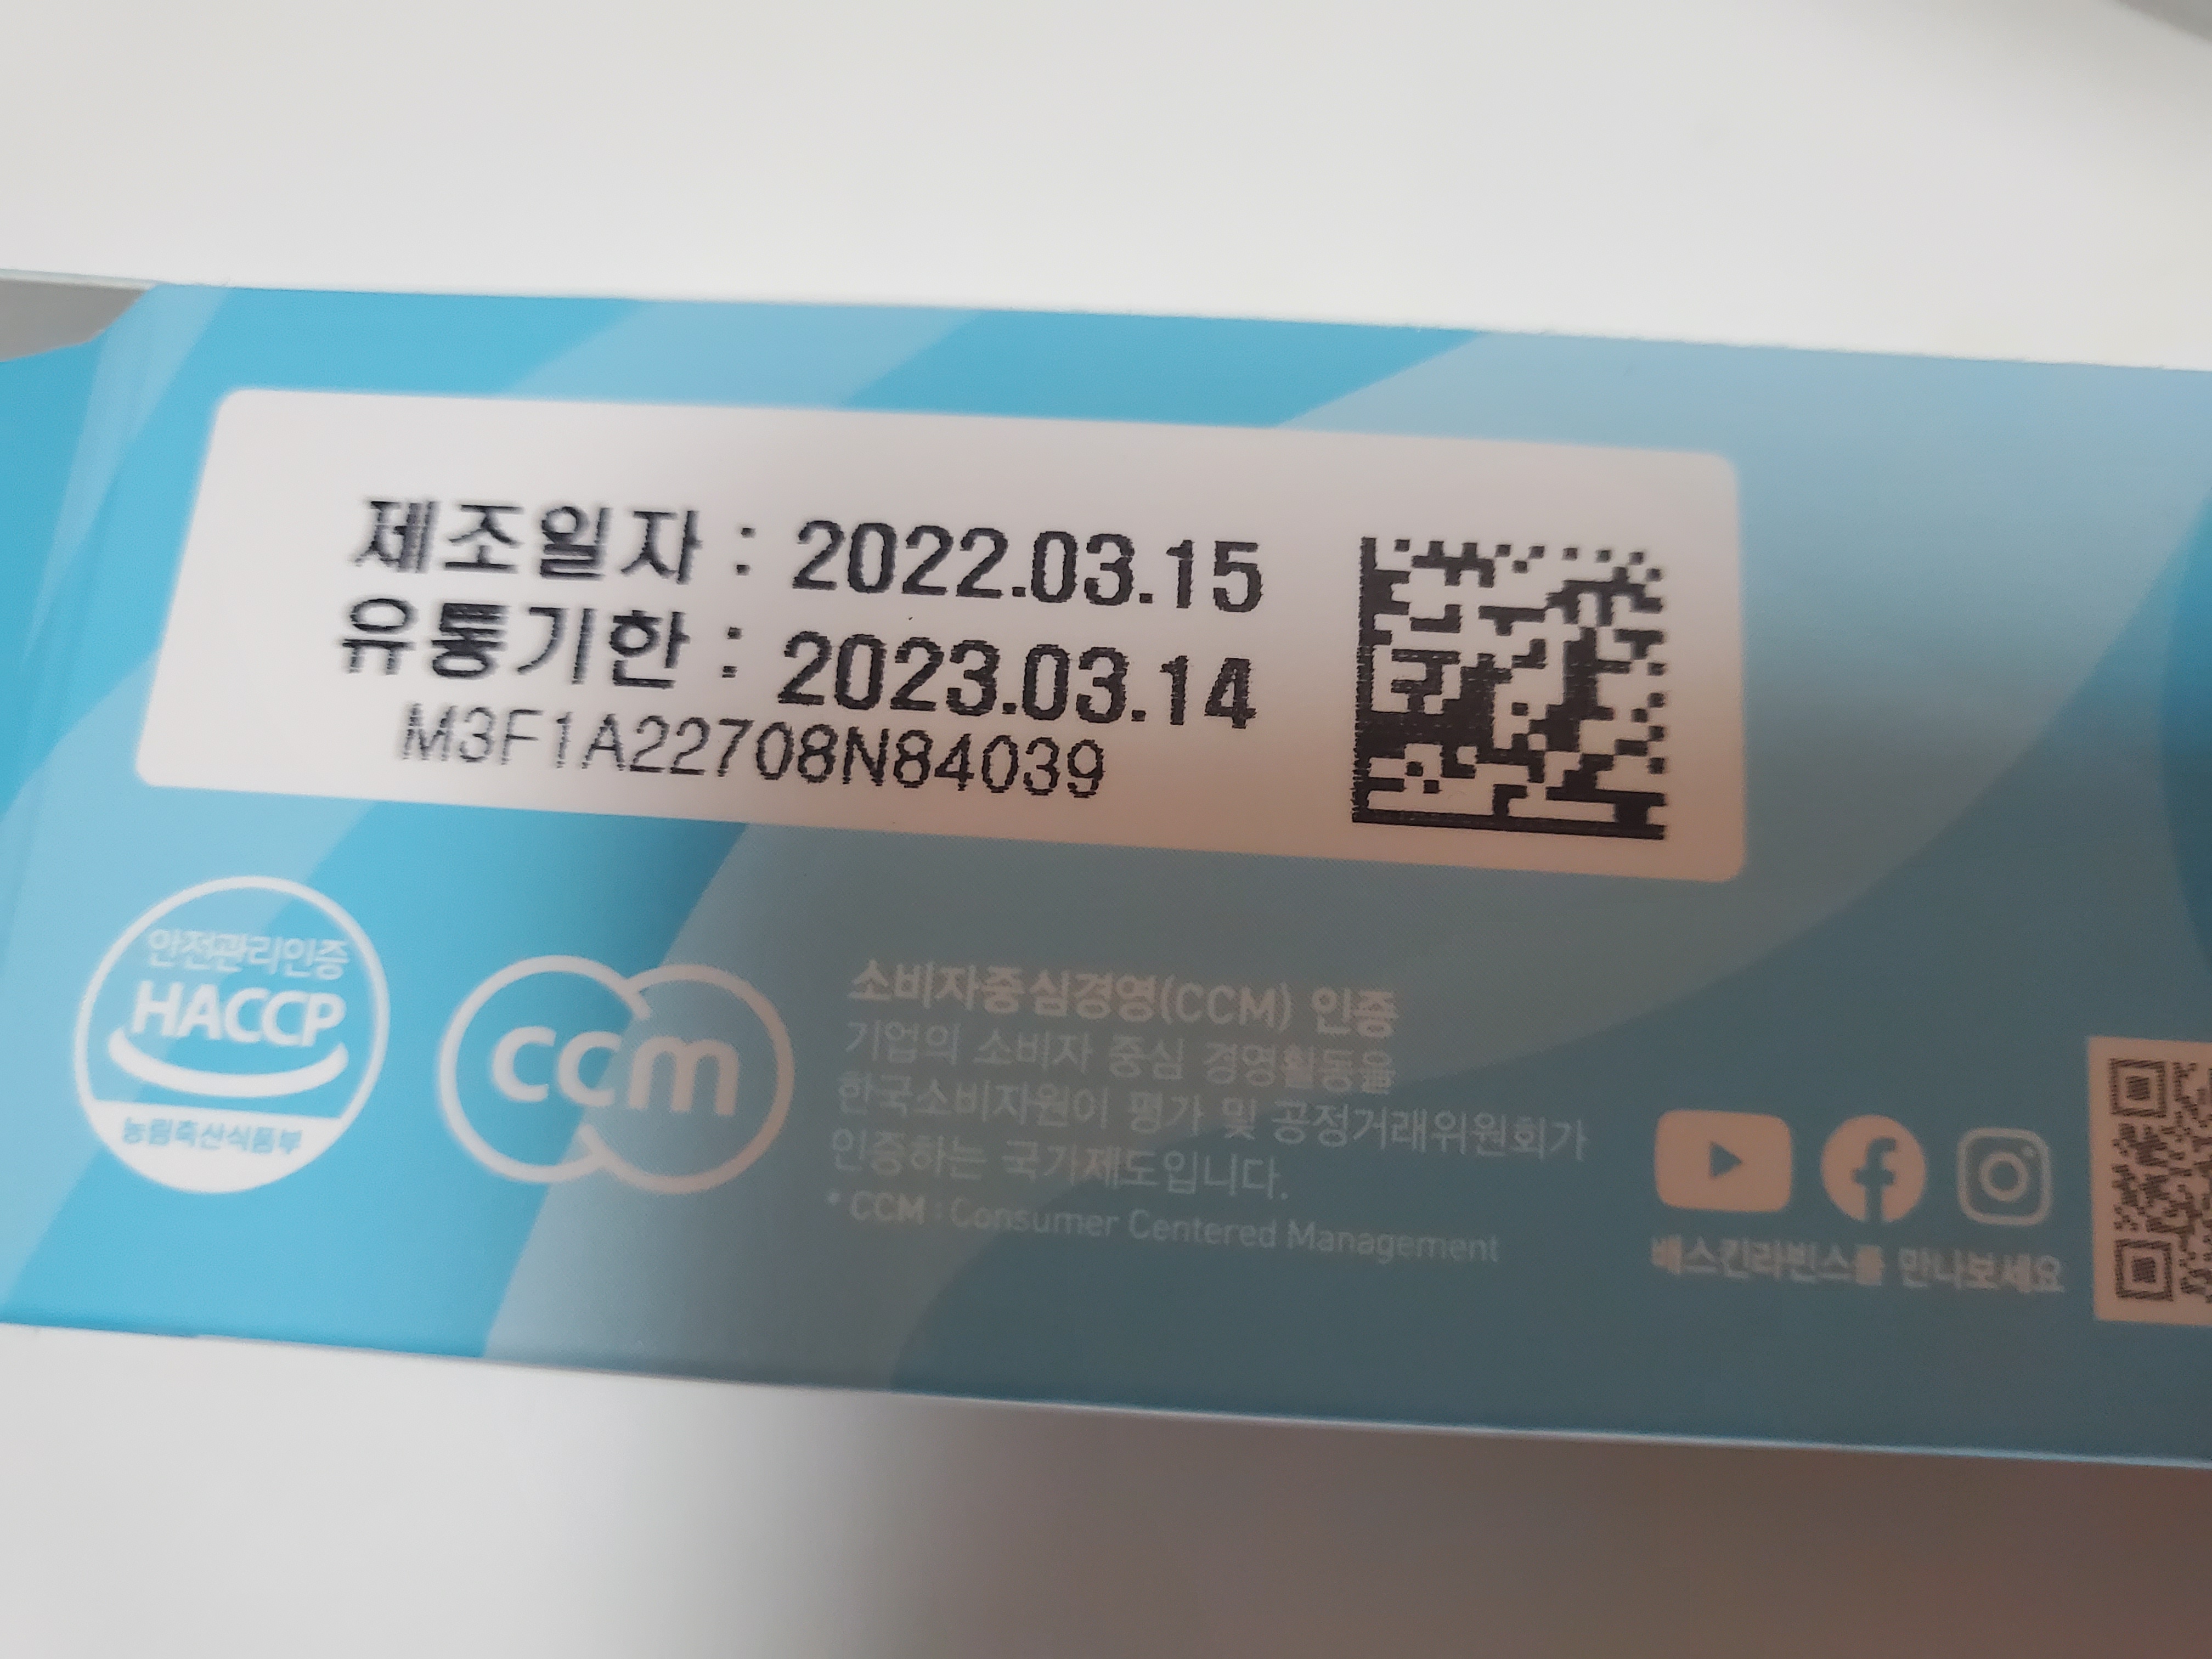 제조일자 : 2022.03.15
유통기한 : 2023.03.14
M3F1A22708N84039
안전관리인증
HACCP
농림축산식품부
ccm
소비자중심경영(CCM) 인증
기업의 소비자 중심 경영활동을
한국소비자원이 평가 및 공정거래위원회가
인증하는 국가제도입니다.
* CCM : Consumer Centered Management
배스킨라빈스를 만나보세요